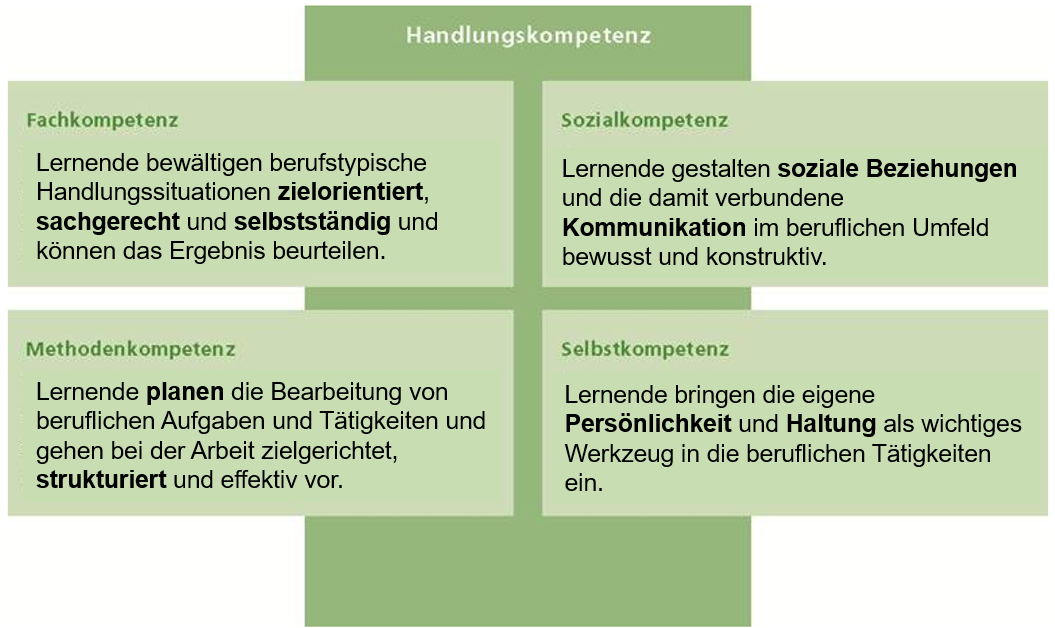 Handlungskompetenz
Fachkompetenz
Lernende bewältigen berufstypische
Handlungssituationen zielorientiert,
sachgerecht und selbstständig und
können das Ergebnis beurteilen.
Sozialkompetenz
Lernende gestalten soziale Beziehungen
und die damit verbundene
Kommunikation im beruflichen Umfeld
bewusst und konstruktiv.
Methodenkompetenz
Lernende planen die Bearbeitung von
beruflichen Aufgaben und Tätigkeiten und
gehen bei der Arbeit zielgerichtet,
strukturiert und effektiv vor.
Selbstkompetenz
Lernende bringen die eigene
Persönlichkeit und Haltung als wichtiges
Werkzeug in die beruflichen Tätigkeiten
ein.